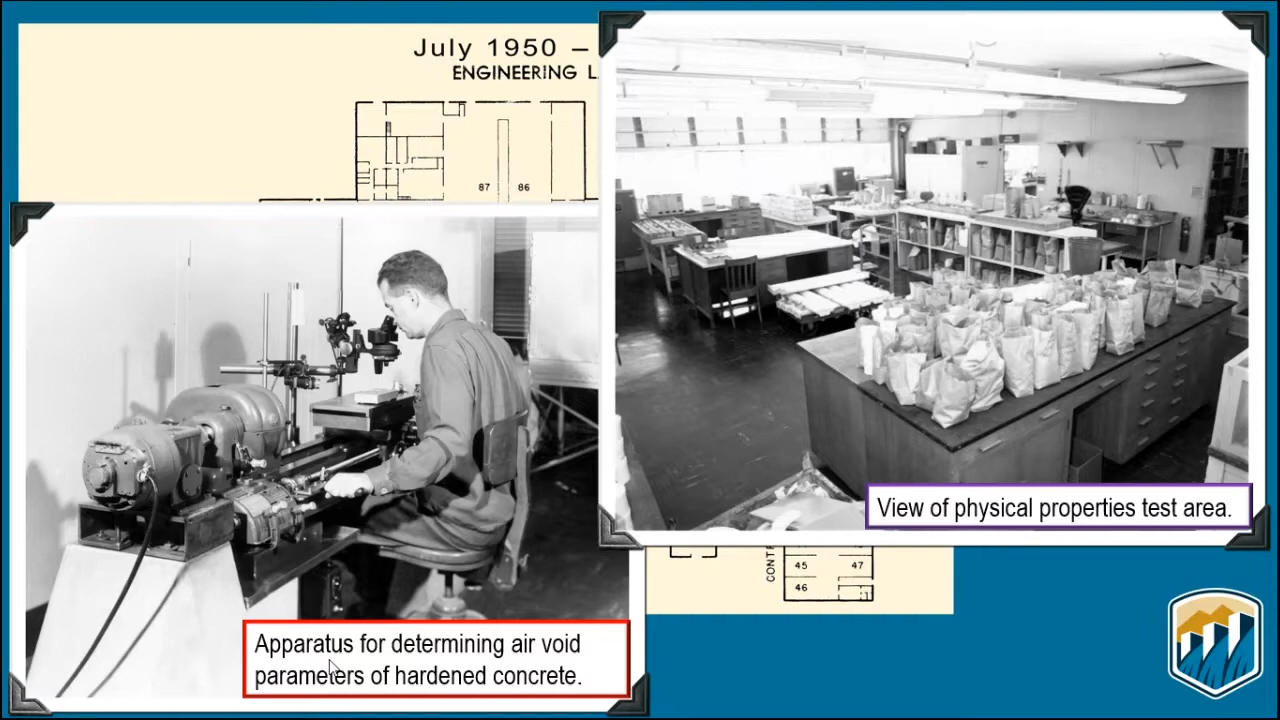 July 1950 –
ENGINEERING L
87 86
View of physical properties test area.
CONT
45 47
46
Apparatus for determining air void
parameters of hardened concrete.